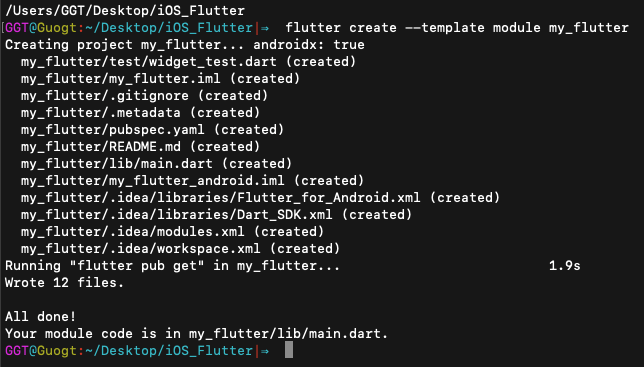 /Users/GGT/Desktop/iOS_Flutter
[GGT@Guogt:~/Desktop/iOS_Flutter|⇒  flutter create --template module my_flutter
Creating project my_flutter... androidx: true
  my_flutter/test/widget_test.dart (created)
  my_flutter/my_flutter.iml (created)
  my_flutter/.gitignore (created)
  my_flutter/.metadata (created)
  my_flutter/pubspec.yaml (created)
  my_flutter/README.md (created)
  my_flutter/lib/main.dart (created)
  my_flutter/my_flutter_android.iml (created)
  my_flutter/.idea/libraries/Flutter_for_Android.xml (created)
  my_flutter/.idea/libraries/Dart_SDK.xml (created)
  my_flutter/.idea/modules.xml (created)
  my_flutter/.idea/workspace.xml (created)
Running "flutter pub get" in my_flutter...                          1.9s
Wrote 12 files.

All done!
Your module code is in my_flutter/lib/main.dart.
GGT@Guogt:~/Desktop/iOS_Flutter|⇒